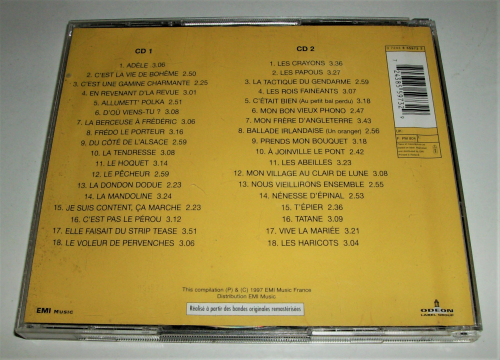 CD 1
1. ADÈLE 3.06
2. C'EST LA VIE DE BOHÈME 2.50
3. C'EST UNE GAMINE CHARMANTE 2.25
4. EN REVENANT D'LA REVUE 3.01
5. ALLUMETT' POLKA 2.51
6. D'OÙ VIENS-TU ? 3.08
7. LA BERCEUSE À FRÉDÉRIC 3.06
8. FRÉDO LE PORTEUR 3.16
9. DU CÔTÉ DE L'ALSACE 2.59
10. LA TENDRESSE 3.08
11. LE HOQUET 3.14
12. LE PÊCHEUR 2.59
13. LA DONDON DODUE 2.23
14. LA MANDOLINE 3.24
15. JE SUIS CONTENT, ÇA MARCHE 2.23
16. C'EST PAS LE PÉROU 3.12
17. ELLE FAISAIT DU STRIP TEASE 3.51
18. LE VOLEUR DE PERVENCHES 3.06
CD 2
1. LES CRAYONS 3.36
2. LES PAPOUS 3.27
3. LA TACTIQUE DU GENDARME 2.59
4. LES ROIS FAINEANTS 3.07
5. C'ÉTAIT BIEN (Au petit bal perdu) 3.18
6. MON BON VIEUX PHONO 2.42
7. MON FRÈRE D'ANGLETERRE 2.43
8. BALLADE IRLANDAISE (Un oranger) 2.56
9. PRENDS MON BOUQUET 3.18
10. À JOINVILLE LE PONT 2.42
11. LES ABEILLES 3.23
12. MON VILLAGE AU CLAIR DE LUNE 3.08
13. NOUS VIEILLIRONS ENSEMBLE 2.55
14. NÉNESSE D'ÉPINAL 2.53
15. T'ÉPIER 2.36
16. TATANE 3.09
17. VIVE LA MARIÉE 2.21
18. LES HARICOTS 3.04
This compilation (P) & (C) 1997 EMI Music France
Distribution EMI Music
Réalisé à partir des bandes originales remasterisées
EMI MUSIC
ODEON